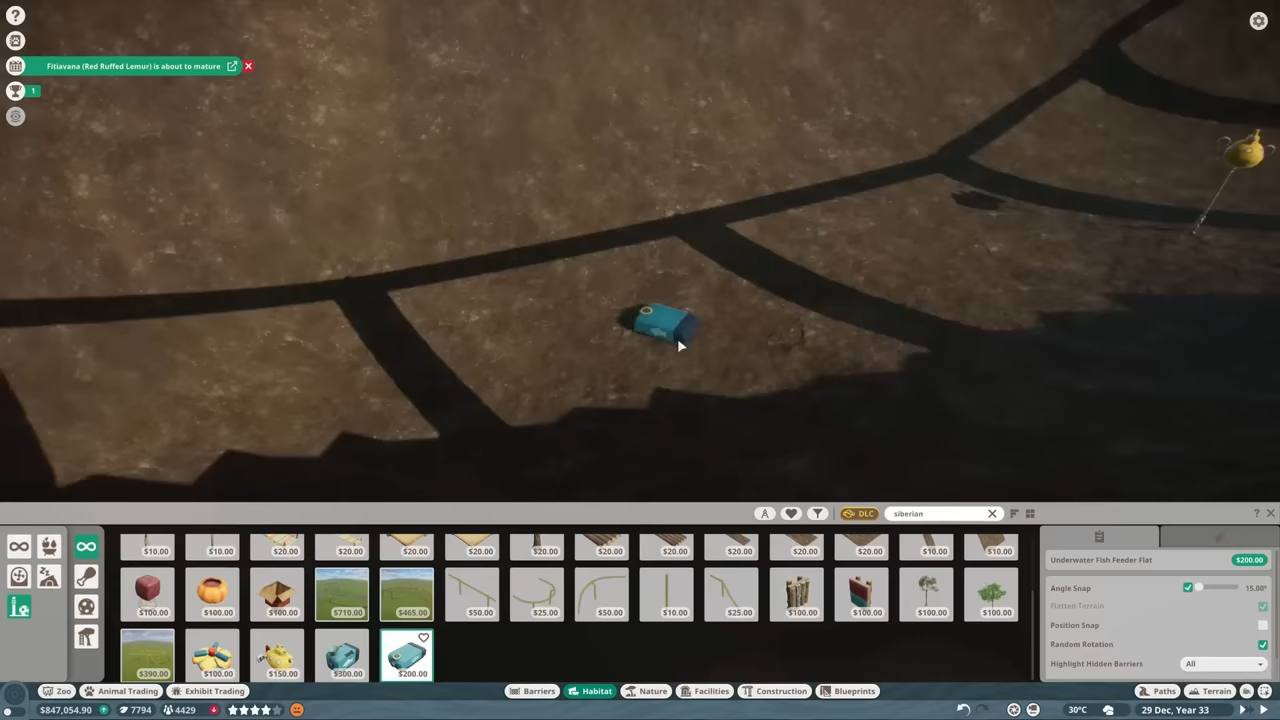 ?
Fitiavana (Red Ruffed Lemur) is about to mature
1
DLC
siberian
?
$10.00 $10.00 $20.00 $20.00 $20.00 $20.00 $20.00 $20.00 $20.00 $20.00 $20.00 $20.00 $10.00 $10.00
$100.00 $100.00 $100.00 $710.00 $465.00 $50.00 $25.00 $50.00 $10.00 $25.00 $100.00 $100.00 $100.00 $100.00
$390.00 $100.00 $150.00 $300.00 $200.00
Underwater Fish Feeder Flat $200.00
Angle Snap 15.00°
Flatten Terrain
Position Snap
Random Rotation
Highlight Hidden Barriers All
Zoo Animal Trading Exhibit Trading Barriers Habitat Nature Facilities Construction Blueprints Paths Terrain
$847,054.90 7794 4429 30°C 29 Dec, Year 33